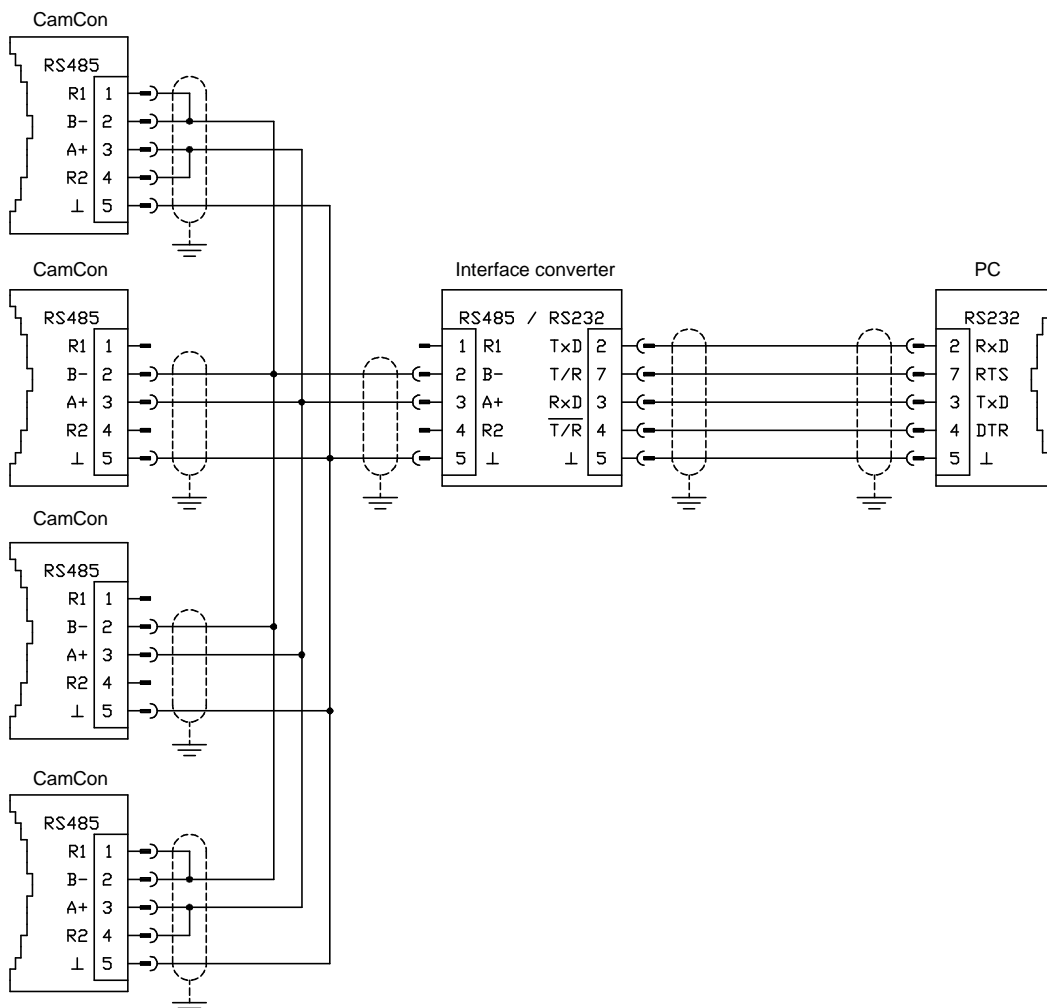 CamCon
RS485
R1 1
B- 2
A+ 3
R2 4
⊥ 5
CamCon
RS485
R1 1
B- 2
A+ 3
R2 4
⊥ 5
Interface converter
RS485 / RS232
1 R1 TxD 2
2 B- T/R 7
3 A+ RxD 3
4 R2 T/R 4
5 ⊥ ⊥ 5
PC
RS232
2 RxD
7 RTS
3 TxD
4 DTR
5 ⊥
CamCon
RS485
R1 1
B- 2
A+ 3
R2 4
⊥ 5
CamCon
RS485
R1 1
B- 2
A+ 3
R2 4
⊥ 5